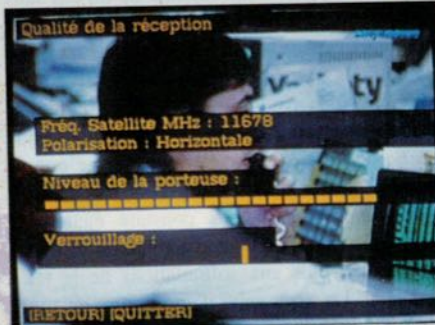 Qualité de la réception
Fréq. Satellite MHz : 11678
Polarisation : Horizontale
Niveau de la porteuse :
Verrouillage :
[RETOUR] [QUITTER]